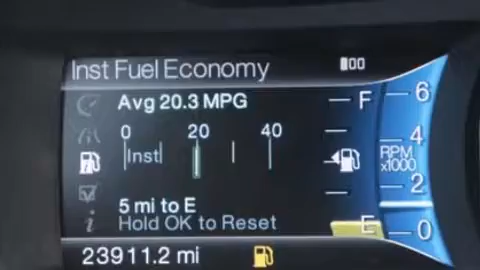 Inst Fuel Economy
Avg 20.3 MPG
0 20 40
Inst
5 mi to E
Hold OK to Reset
23911.2 mi
F
E
6
4
RPM
x1000
2
0